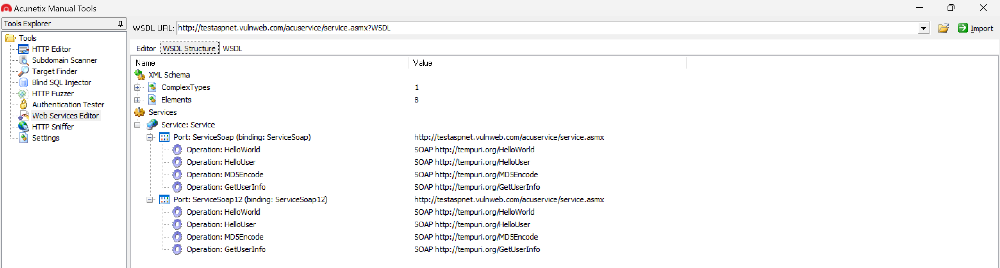 Acunetix Manual Tools
Tools Explorer
WSDL URL: http://testaspnet.vulnweb.com/acuservice/service.asmx?WSDL Import
Tools
HTTP Editor
Subdomain Scanner
Target Finder
Blind SQL Injector
HTTP Fuzzer
Authentication Tester
Web Services Editor
HTTP Sniffer
Settings
Editor WSDL Structure WSDL
Name Value
XML Schema
ComplexTypes 1
Elements 8
Services
Service: Service
Port: ServiceSoap (binding: ServiceSoap) http://testaspnet.vulnweb.com/acuservice/service.asmx
Operation: HelloWorld SOAP http://tempuri.org/HelloWorld
Operation: HelloUser SOAP http://tempuri.org/HelloUser
Operation: MD5Encode SOAP http://tempuri.org/MD5Encode
Operation: GetUserInfo SOAP http://tempuri.org/GetUserInfo
Port: ServiceSoap12 (binding: ServiceSoap12) http://testaspnet.vulnweb.com/acuservice/service.asmx
Operation: HelloWorld SOAP http://tempuri.org/HelloWorld
Operation: HelloUser SOAP http://tempuri.org/HelloUser
Operation: MD5Encode SOAP http://tempuri.org/MD5Encode
Operation: GetUserInfo SOAP http://tempuri.org/GetUserInfo